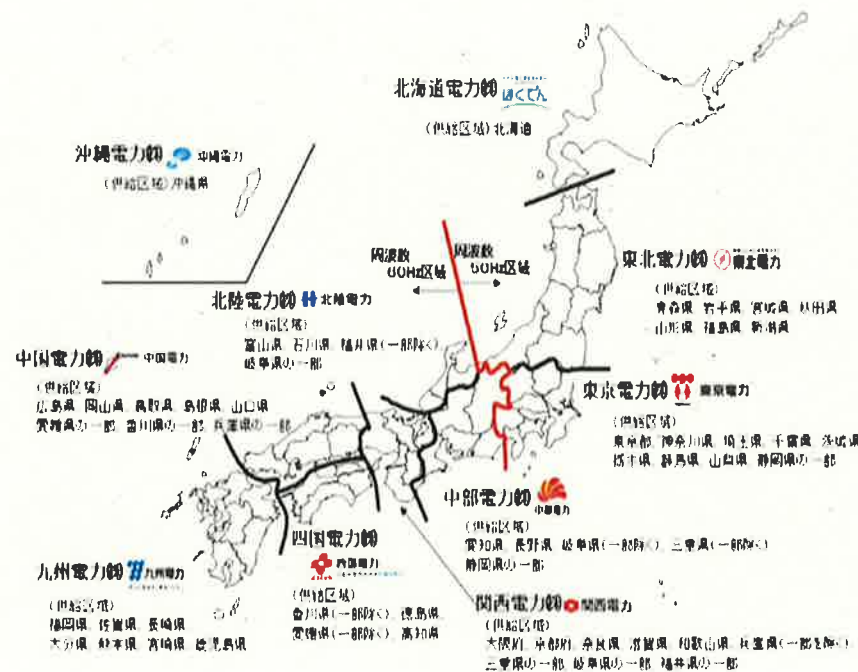 北海道電力㈱ ほくでん
(供給区域)北海道
沖縄電力㈱ 沖縄電力
(供給区域)沖縄県
周波数
60Hz区域
周波数
50Hz区域
東北電力㈱ 東北電力
(供給区域)
青森県 岩手県 宮城県 秋田県
山形県 福島県 新潟県
北陸電力㈱ 北陸電力
(供給区域)
富山県 石川県 福井県(一部除く)
岐阜県の一部
中国電力㈱ 中国電力
(供給区域)
広島県 岡山県 鳥取県 島根県 山口県
愛媛県の一部 香川県の一部 兵庫県の一部
東京電力㈱ 東京電力
(供給区域)
東京都 神奈川県 埼玉県 千葉県 茨城県
栃木県 群馬県 山梨県 静岡県の一部
中部電力㈱ 中部電力
(供給区域)
愛知県 長野県 岐阜県(一部除く) 三重県(一部除く)
静岡県の一部
四国電力㈱
四国電力
(供給区域)
香川県(一部除く) 徳島県
愛媛県(一部除く) 高知県
九州電力㈱ 九州電力
(供給区域)
福岡県 佐賀県 長崎県
大分県 熊本県 宮崎県 鹿児島県
関西電力㈱ 関西電力
(供給区域)
大阪府 京都府 奈良県 滋賀県 和歌山県 兵庫県(一部を除く)
三重県の一部 岐阜県の一部 福井県の一部